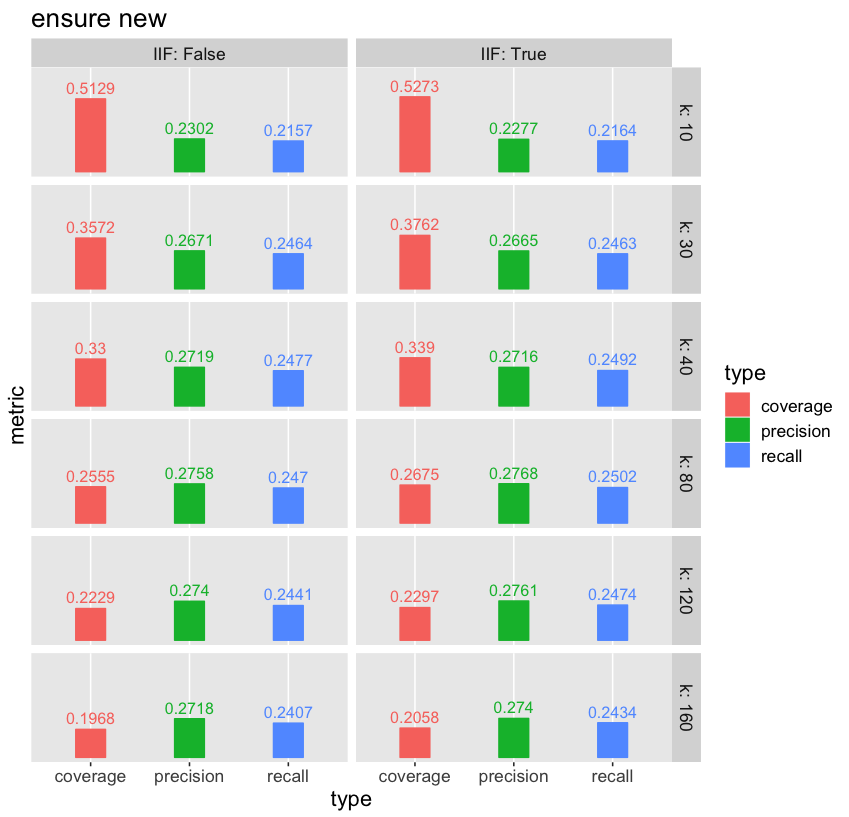 ensure new
IIF: False
IIF: True
0.5129
0.2302
0.2157
0.5273
0.2277
0.2164
k: 10
0.3572
0.2671
0.2464
0.3762
0.2665
0.2463
k: 30
0.33
0.2719
0.2477
0.339
0.2716
0.2492
k: 40
0.2555
0.2758
0.247
0.2675
0.2768
0.2502
k: 80
0.2229
0.274
0.2441
0.2297
0.2761
0.2474
k: 120
0.1968
0.2718
0.2407
0.2058
0.274
0.2434
k: 160
coverage
precision
recall
coverage
precision
recall
type
metric
type
coverage
precision
recall